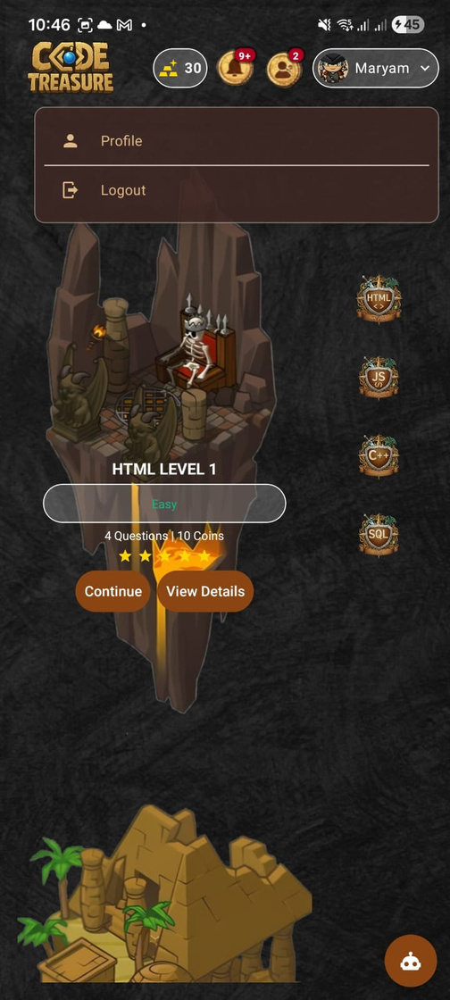 10:46
45
CODE
TREASURE
30
9+
2
Maryam
Profile
Logout
HTML
<>
JS
C++
SQL
HTML LEVEL 1
Easy
4 Questions | 10 Coins
Continue
View Details